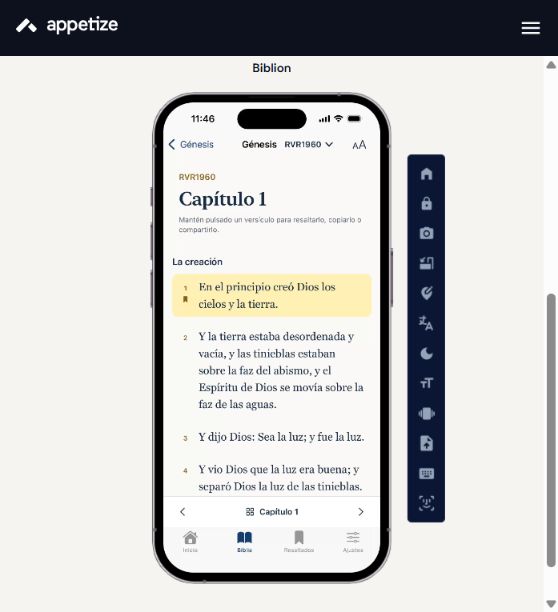 appetize
Biblion
11:46
Génesis
Génesis RVR1960
AA
RVR1960
Capítulo 1
Mantén pulsado un versículo para resaltarlo, copiarlo o
compartirlo.
La creación
1 En el principio creó Dios los
cielos y la tierra.
2 Y la tierra estaba desordenada y
vacía, y las tinieblas estaban
sobre la faz del abismo, y el
Espíritu de Dios se movía sobre la
faz de las aguas.
3 Y dijo Dios: Sea la luz; y fue la luz.
4 Y vio Dios que la luz era buena; y
separó Dios la luz de las tinieblas.
Capítulo 1
Inicio
Biblia
Resaltados
Ajustes